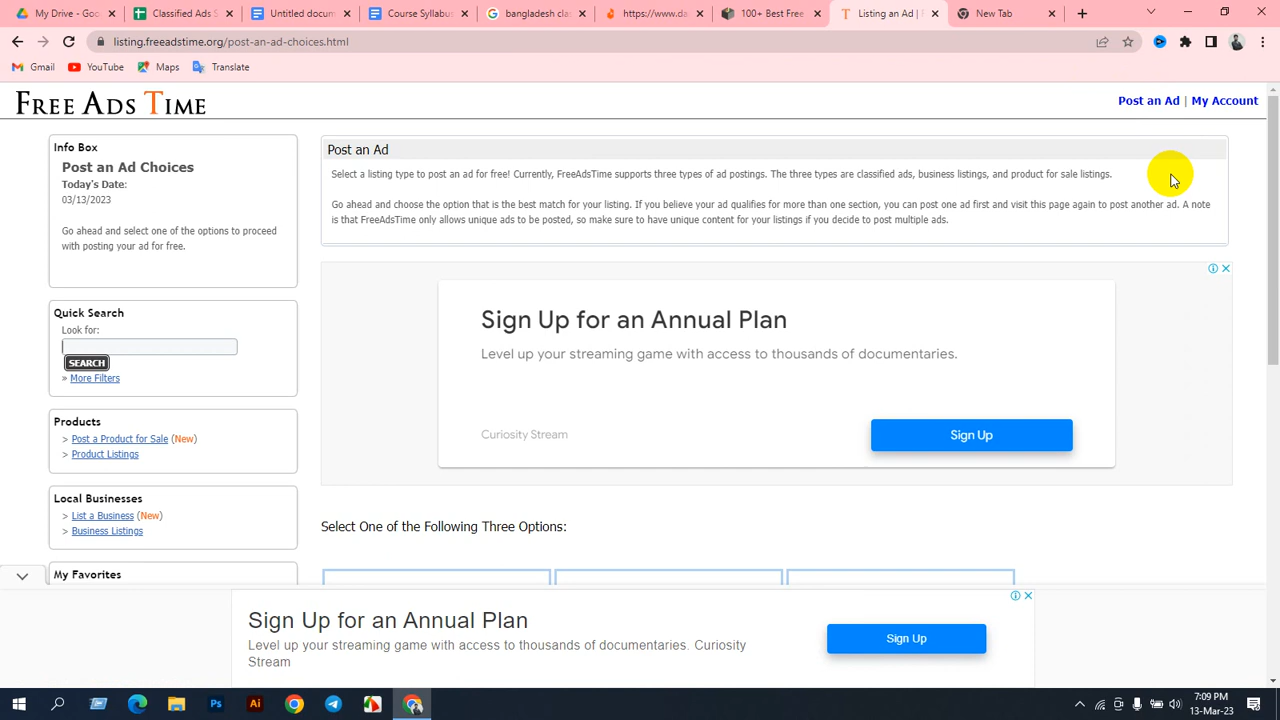 Classified Ads S
Untitled docum
Course Syllabus
bangladesh clas
https://www.da
100+ Best Free
Listing an Ad |
New Tab
listing.freeadstime.org/post-an-ad-choices.html
Gmail
YouTube
Maps
Translate
FREE ADS TIME
Post an Ad | My Account
Info Box
Post an Ad Choices
Today's Date:
03/13/2023
Go ahead and select one of the options to proceed
with posting your ad for free.
Post an Ad
Select a listing type to post an ad for free! Currently, FreeAdsTime supports three types of ad postings. The three types are classified ads, business listings, and product for sale listings.
Go ahead and choose the option that is the best match for your listing. If you believe your ad qualifies for more than one section, you can post one ad first and visit this page again to post another ad. A note
is that FreeAdsTime only allows unique ads to be posted, so make sure to have unique content for your listings if you decide to post multiple ads.
Sign Up for an Annual Plan
Level up your streaming game with access to thousands of documentaries.
Curiosity Stream
Sign Up
Quick Search
Look for:
SEARCH
» More Filters
Products
> Post a Product for Sale (New)
> Product Listings
Local Businesses
> List a Business (New)
> Business Listings
My Favorites
Select One of the Following Three Options:
Sign Up for an Annual Plan
Level up your streaming game with access to thousands of documentaries. Curiosity
Stream
Sign Up
Ps
Ai
7:09 PM
13-Mar-23